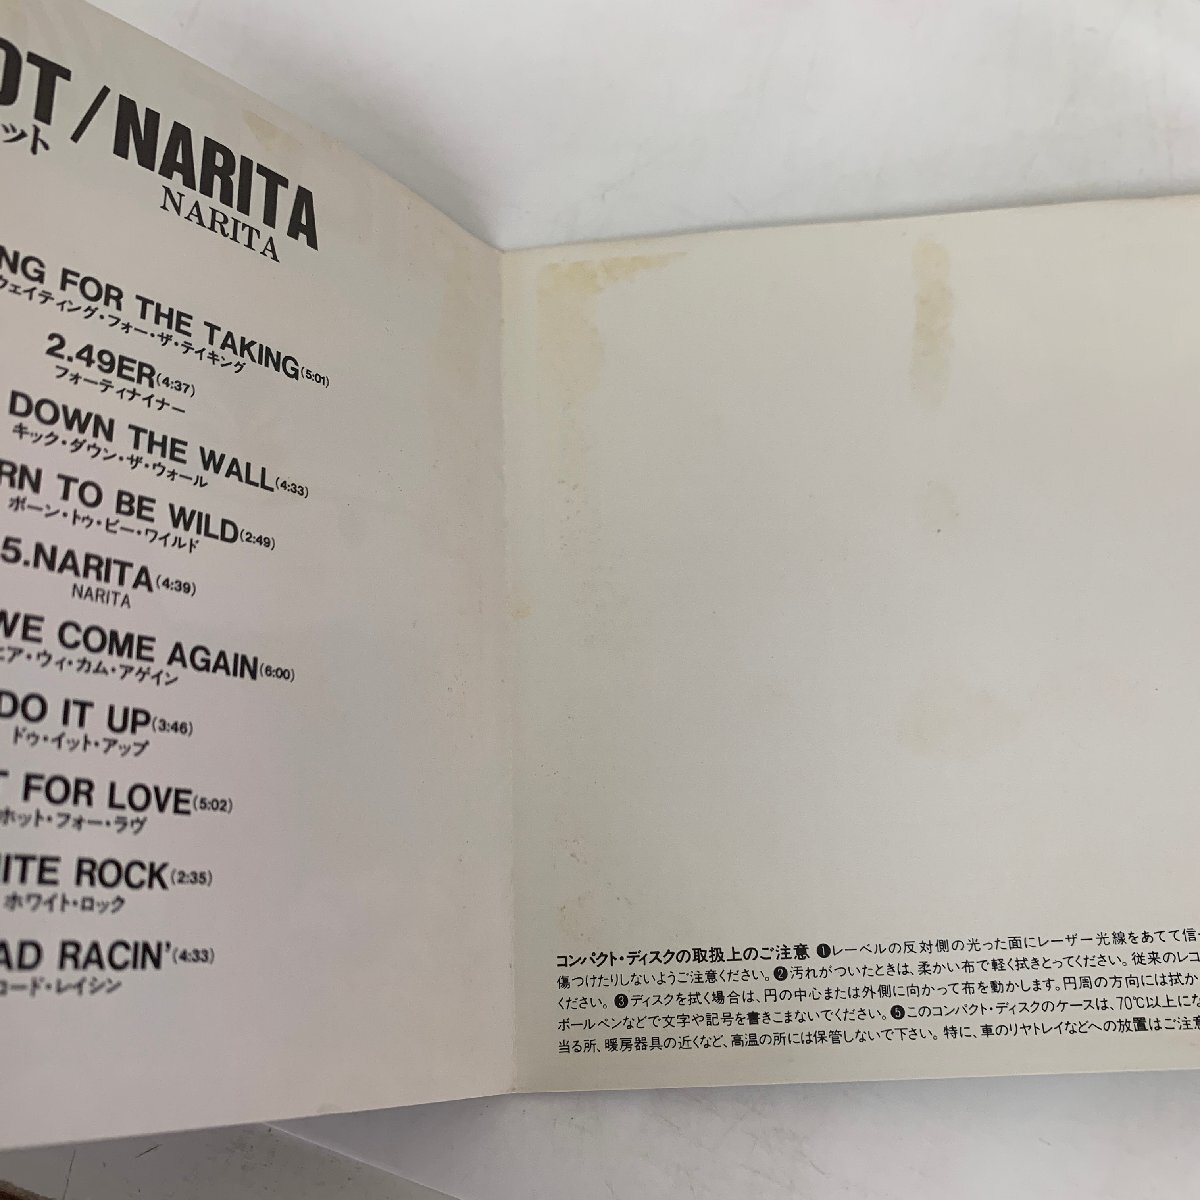 OT/NARITA
ット
NARITA
NG FOR THE TAKING(5:01)
ウェイティング・フォー・ザ・テイキング
2.49ER(4:37)
フォーティナイナー
DOWN THE WALL(4:33)
キック・ダウン・ザ・ウォール
RN TO BE WILD(2:49)
ボーン・トゥ・ビー・ワイルド
5.NARITA(4:39)
NARITA
WE COME AGAIN(6:00)
ア・ウィ・カム・アゲイン
DO IT UP(3:46)
ドゥ・イット・アップ
T FOR LOVE(5:02)
ホット・フォー・ラヴ
ITE ROCK(2:35)
ホワイト・ロック
AD RACIN'(4:33)
コード・レイシン
コンパクト・ディスクの取扱上のご注意 ❶レーベルの反対側の光った面にレーザー光線をあてて信
傷つけたりしないようご注意ください。❷汚れがついたときは、柔かい布で軽く拭きとってください。従来のレコ
ください。❸ディスクを拭く場合は、円の中心または外側に向かって布を動かします。円周の方向には拭か
ボールペンなどで文字や記号を書きこまないでください。❺このコンパクト・ディスクのケースは、70℃以上にな
当る所、暖房器具の近くなど、高温の所には保管しないで下さい。特に、車のリヤトレイなどへの放置はご注意